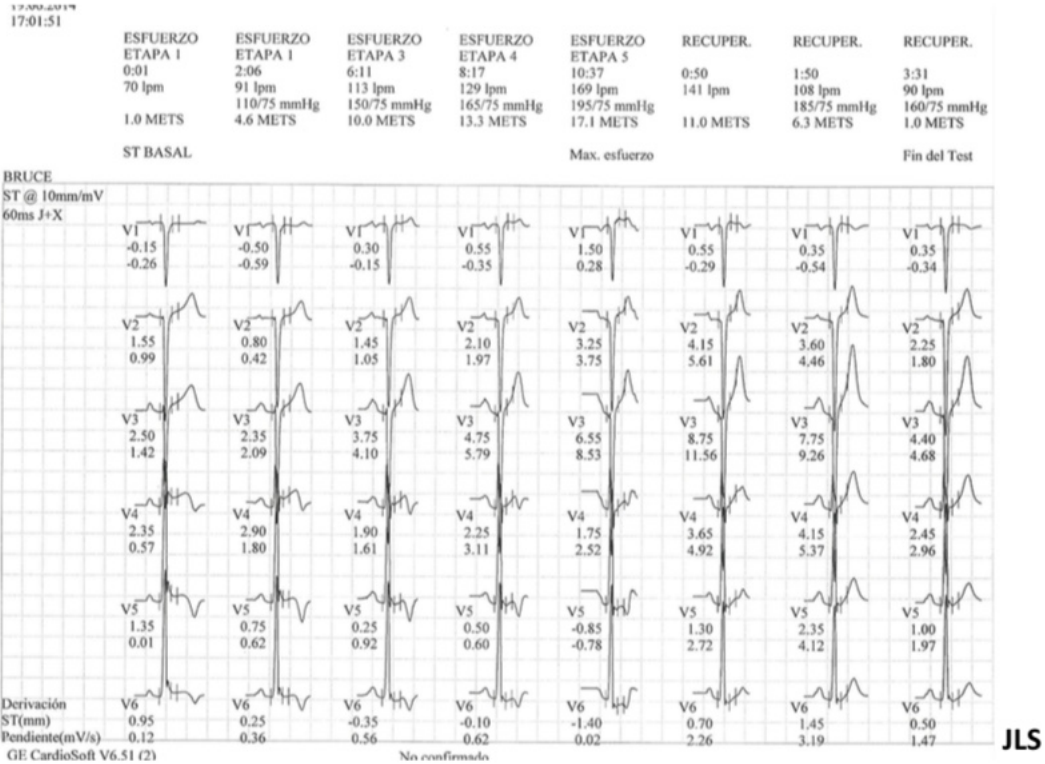 17:01:51
ESFUERZO ESFUERZO ESFUERZO ESFUERZO ESFUERZO RECUPER. RECUPER. RECUPER.
ETAPA 1 ETAPA 1 ETAPA 3 ETAPA 4 ETAPA 5
0:01 2:06 6:11 8:17 10:37 0:50 1:50 3:31
70 lpm 91 lpm 113 lpm 129 lpm 169 lpm 141 lpm 108 lpm 90 lpm
110/75 mmHg 150/75 mmHg 165/75 mmHg 195/75 mmHg 185/75 mmHg 160/75 mmHg
1.0 METS 4.6 METS 10.0 METS 13.3 METS 17.1 METS 11.0 METS 6.3 METS 1.0 METS
ST BASAL Max. esfuerzo Fin del Test
BRUCE
ST @ 10mm/mV
60ms J+X
V1 V1 V1 V1 V1 V1 V1 V1
-0.15 -0.50 0.30 0.55 1.50 0.55 0.35 0.35
-0.26 -0.59 -0.15 -0.35 0.28 -0.29 -0.54 -0.34
V2 V2 V2 V2 V2 V2 V2 V2
1.55 0.80 1.45 2.10 3.25 4.15 3.60 2.25
0.99 0.42 1.05 1.97 3.75 5.61 4.46 1.80
V3 V3 V3 V3 V3 V3 V3 V3
2.50 2.35 3.75 4.75 6.55 8.75 7.75 4.40
1.42 2.09 4.10 5.79 8.53 11.56 9.26 4.68
V4 V4 V4 V4 V4 V4 V4 V4
2.35 2.90 1.90 2.25 1.75 3.65 4.15 2.45
0.57 1.80 1.61 3.11 2.52 4.92 5.37 2.96
V5 V5 V5 V5 V5 V5 V5 V5
1.35 0.75 0.25 0.50 -0.85 1.30 2.35 1.00
0.01 0.62 0.92 0.60 -0.78 2.72 4.12 1.97
Derivación V6 V6 V6 V6 V6 V6 V6 V6
ST(mm) 0.95 0.25 -0.35 -0.10 -1.40 0.70 1.45 0.50
Pendiente(mV/s) 0.12 0.36 0.56 0.62 0.02 2.26 3.19 1.47
GE CardioSoft V6.51 (2) No confirmado
JLS